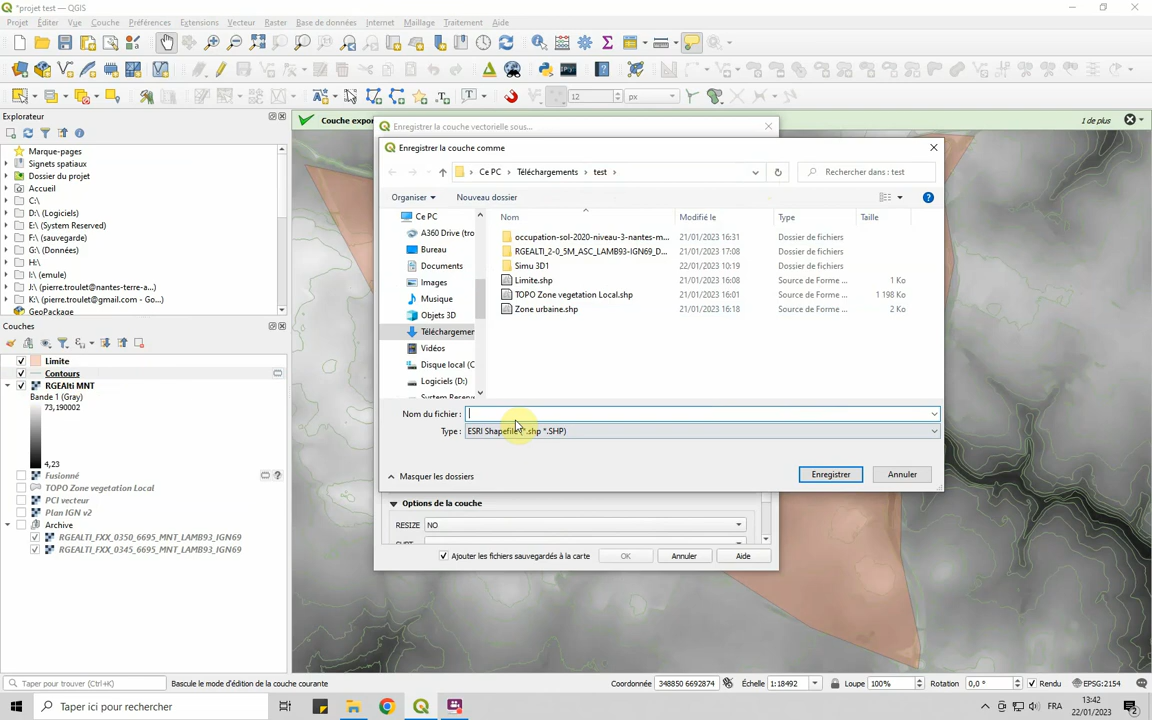 *projet test — QGIS
Projet Éditer Vue Couche Préférences Extensions Vecteur Raster Base de données Internet Maillage Traitement Aide
12 px
Explorateur
Marque-pages
Signets spatiaux
Dossier du projet
Accueil
C:\
D:\ (Logiciels)
E:\ (System Reserved)
F:\ (sauvegarde)
G:\ (Données)
H:\
I:\ (emule)
J:\ (pierre.troulet@nantes-terre-a...)
K:\ (pierre.troulet@gmail.com - Goo...)
GeoPackage
Couches
Limite
Contours
RGEAlti MNT
Bande 1 (Gray)
73,190002
4,23
Fusionné
TOPO Zone vegetation Local
PCI vecteur
Plan IGN v2
Archive
RGEALTI_FXX_0350_6695_MNT_LAMB93_IGN69
RGEALTI_FXX_0345_6695_MNT_LAMB93_IGN69
Couche expor
1 de plus
Enregistrer la couche vectorielle sous...
Enregistrer la couche comme
Ce PC › Téléchargements › test ›
Rechercher dans : test
Organiser
Nouveau dossier
Ce PC
A360 Drive (tro
Bureau
Documents
Images
Musique
Objets 3D
Téléchargemen
Vidéos
Disque local (C
Logiciels (D:)
System Reserv
Nom Modifié le Type Taille
occupation-sol-2020-niveau-3-nantes-m... 21/01/2023 16:31 Dossier de fichiers
RGEALTI_2-0_5M_ASC_LAMB93-IGN69_D... 21/01/2023 17:08 Dossier de fichiers
Simu 3D1 22/01/2023 10:19 Dossier de fichiers
Limite.shp 21/01/2023 16:08 Source de Forme ... 1 Ko
TOPO Zone vegetation Local.shp 21/01/2023 16:01 Source de Forme ... 1 198 Ko
Zone urbaine.shp 21/01/2023 16:18 Source de Forme ... 2 Ko
Nom du fichier :
Type : ESRI Shapefile (*.shp *.SHP)
Masquer les dossiers
Enregistrer
Annuler
Options de la couche
RESIZE NO
Ajouter les fichiers sauvegardés à la carte
OK
Annuler
Aide
Taper pour trouver (Ctrl+K)
Bascule le mode d'édition de la couche courante
Coordonnée 348850 6692874
Échelle 1:18492
Loupe 100%
Rotation 0,0 °
Rendu
EPSG:2154
Taper ici pour rechercher
FRA
13:42
22/01/2023